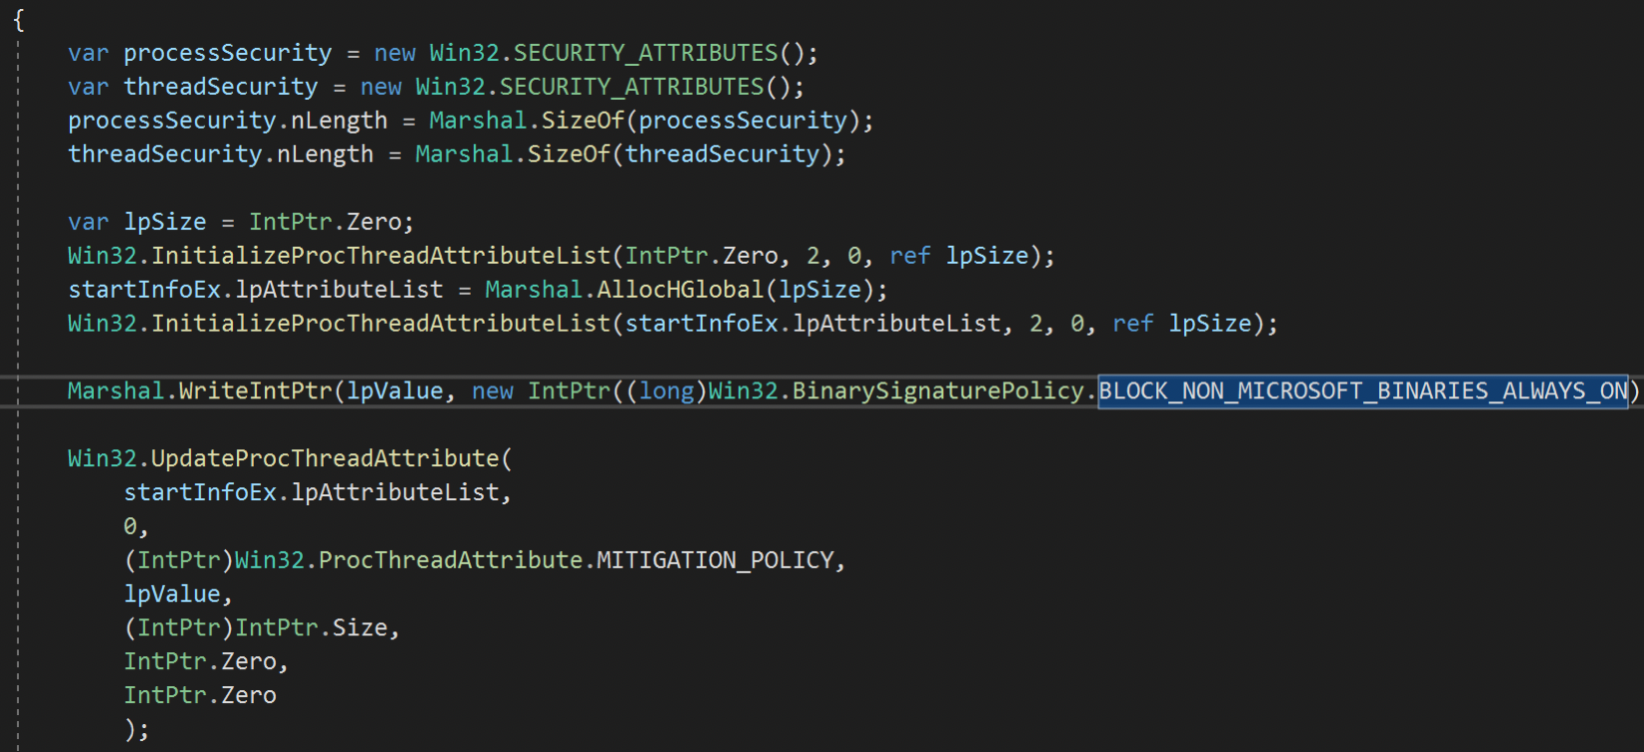 {
var processSecurity = new Win32.SECURITY_ATTRIBUTES();
var threadSecurity = new Win32.SECURITY_ATTRIBUTES();
processSecurity.nLength = Marshal.SizeOf(processSecurity);
threadSecurity.nLength = Marshal.SizeOf(threadSecurity);
var lpSize = IntPtr.Zero;
Win32.InitializeProcThreadAttributeList(IntPtr.Zero, 2, 0, ref lpSize);
startInfoEx.lpAttributeList = Marshal.AllocHGlobal(lpSize);
Win32.InitializeProcThreadAttributeList(startInfoEx.lpAttributeList, 2, 0, ref lpSize);
Marshal.WriteIntPtr(lpValue, new IntPtr((long)Win32.BinarySignaturePolicy.BLOCK_NON_MICROSOFT_BINARIES_ALWAYS_ON)
Win32.UpdateProcThreadAttribute(
startInfoEx.lpAttributeList,
0,
(IntPtr)Win32.ProcThreadAttribute.MITIGATION_POLICY,
lpValue,
(IntPtr)IntPtr.Size,
IntPtr.Zero,
IntPtr.Zero
);